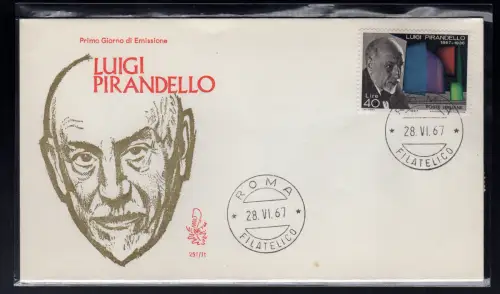 Primo Giorno di Emissione
LUIGI
PIRANDELLO
LUIGI PIRANDELLO
1867-1936
Lire
40
POSTE ITALIANE
28.VI.67
FILATELICO
ROMA
28.VI.67
FILATELICO